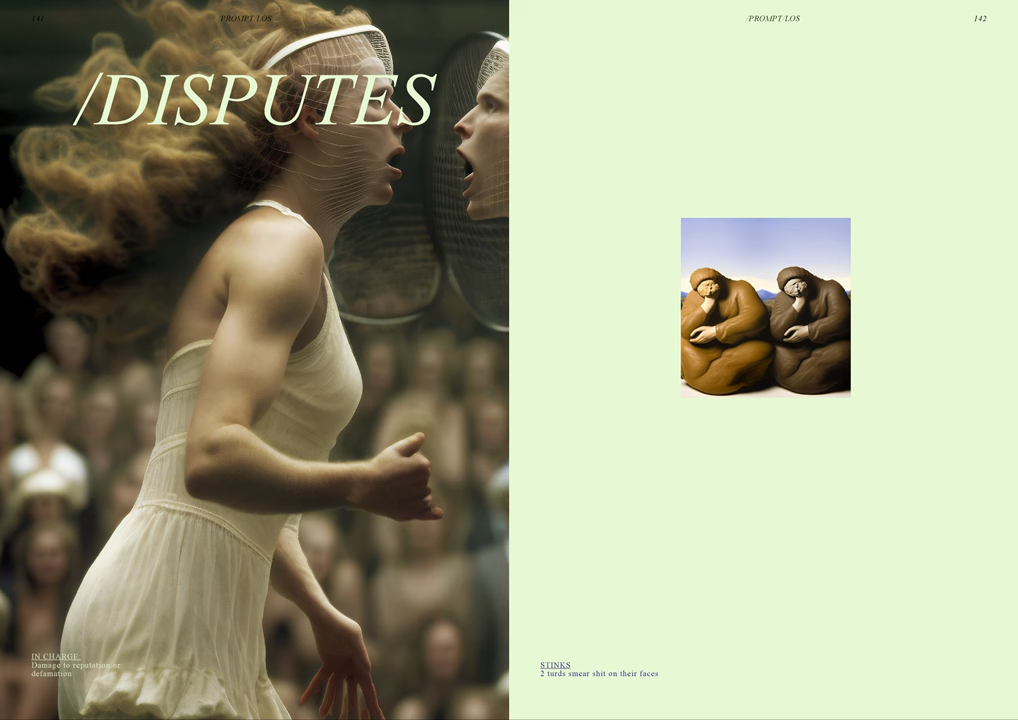 141
PROMPT/LOS
/DISPUTES
IN CHARGE:
Damage to reputation or
defamation
/PROMPT/LOS
142
STINKS
2 turds smear shit on their faces